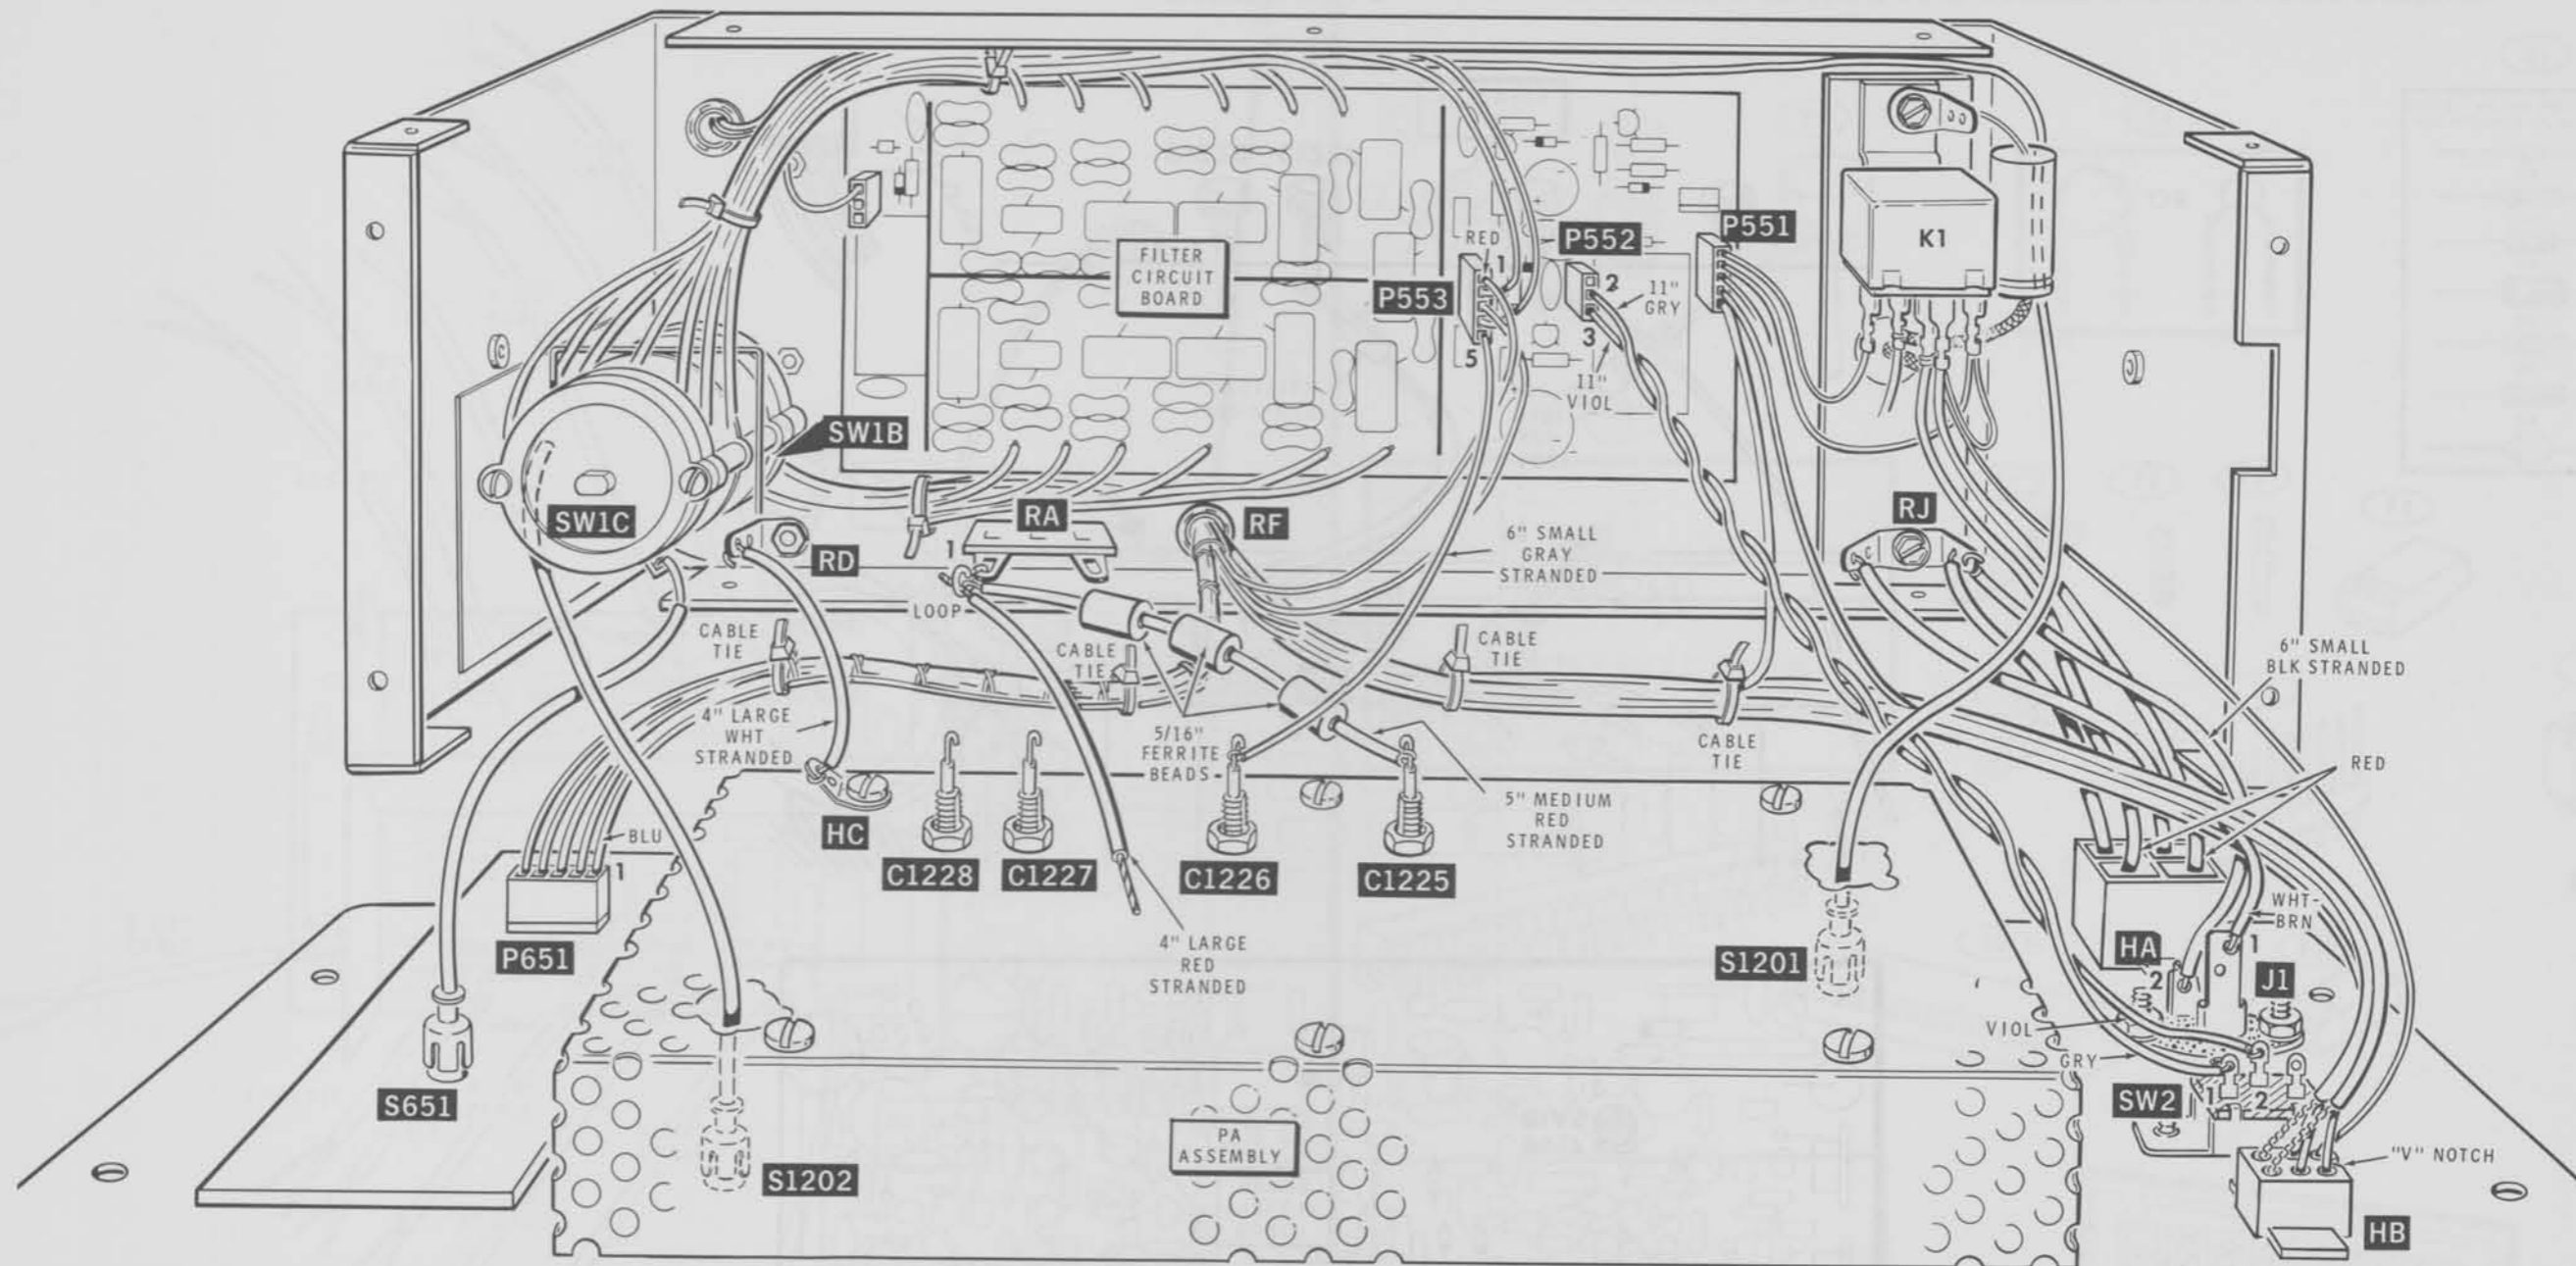 P551
K1
RED
P552
1
2
FILTER
CIRCUIT
BOARD
P553
11"
GRY
3
5
11"
VIOL
SW1B
SW1C
RA
RF
RJ
1
RD
6" SMALL
GRAY
STRANDED
LOOP
CABLE
TIE
CABLE
TIE
CABLE
TIE
6" SMALL
BLK STRANDED
4" LARGE
WHT
STRANDED
5/16"
FERRITE
BEADS
CABLE
TIE
RED
5" MEDIUM
RED
STRANDED
BLU
1
HC
C1228
C1227
C1226
C1225
P651
4" LARGE
RED
STRANDED
WHT-
BRN
S1201
HA
1
2
J1
VIOL
GRY
S651
SW2
1
2
PA
ASSEMBLY
S1202
"V" NOTCH
HB